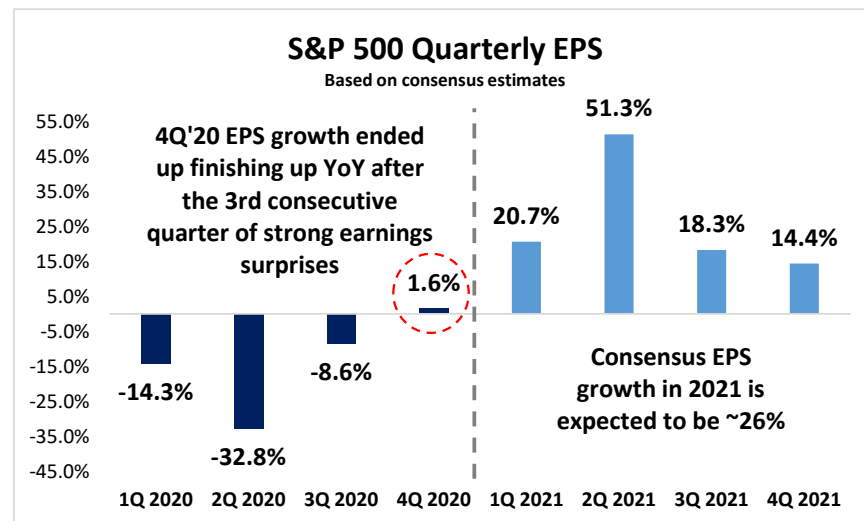 S&P 500 Quarterly EPS
Based on consensus estimates
55.0%
45.0%
35.0%
25.0%
15.0%
5.0%
-5.0%
-15.0%
-25.0%
-35.0%
-45.0%
4Q'20 EPS growth ended
up finishing up YoY after
the 3rd consecutive
quarter of strong earnings
surprises
-14.3%
-32.8%
-8.6%
1.6%
20.7%
51.3%
18.3%
14.4%
Consensus EPS
growth in 2021 is
expected to be ~26%
1Q 2020 2Q 2020 3Q 2020 4Q 2020 1Q 2021 2Q 2021 3Q 2021 4Q 2021